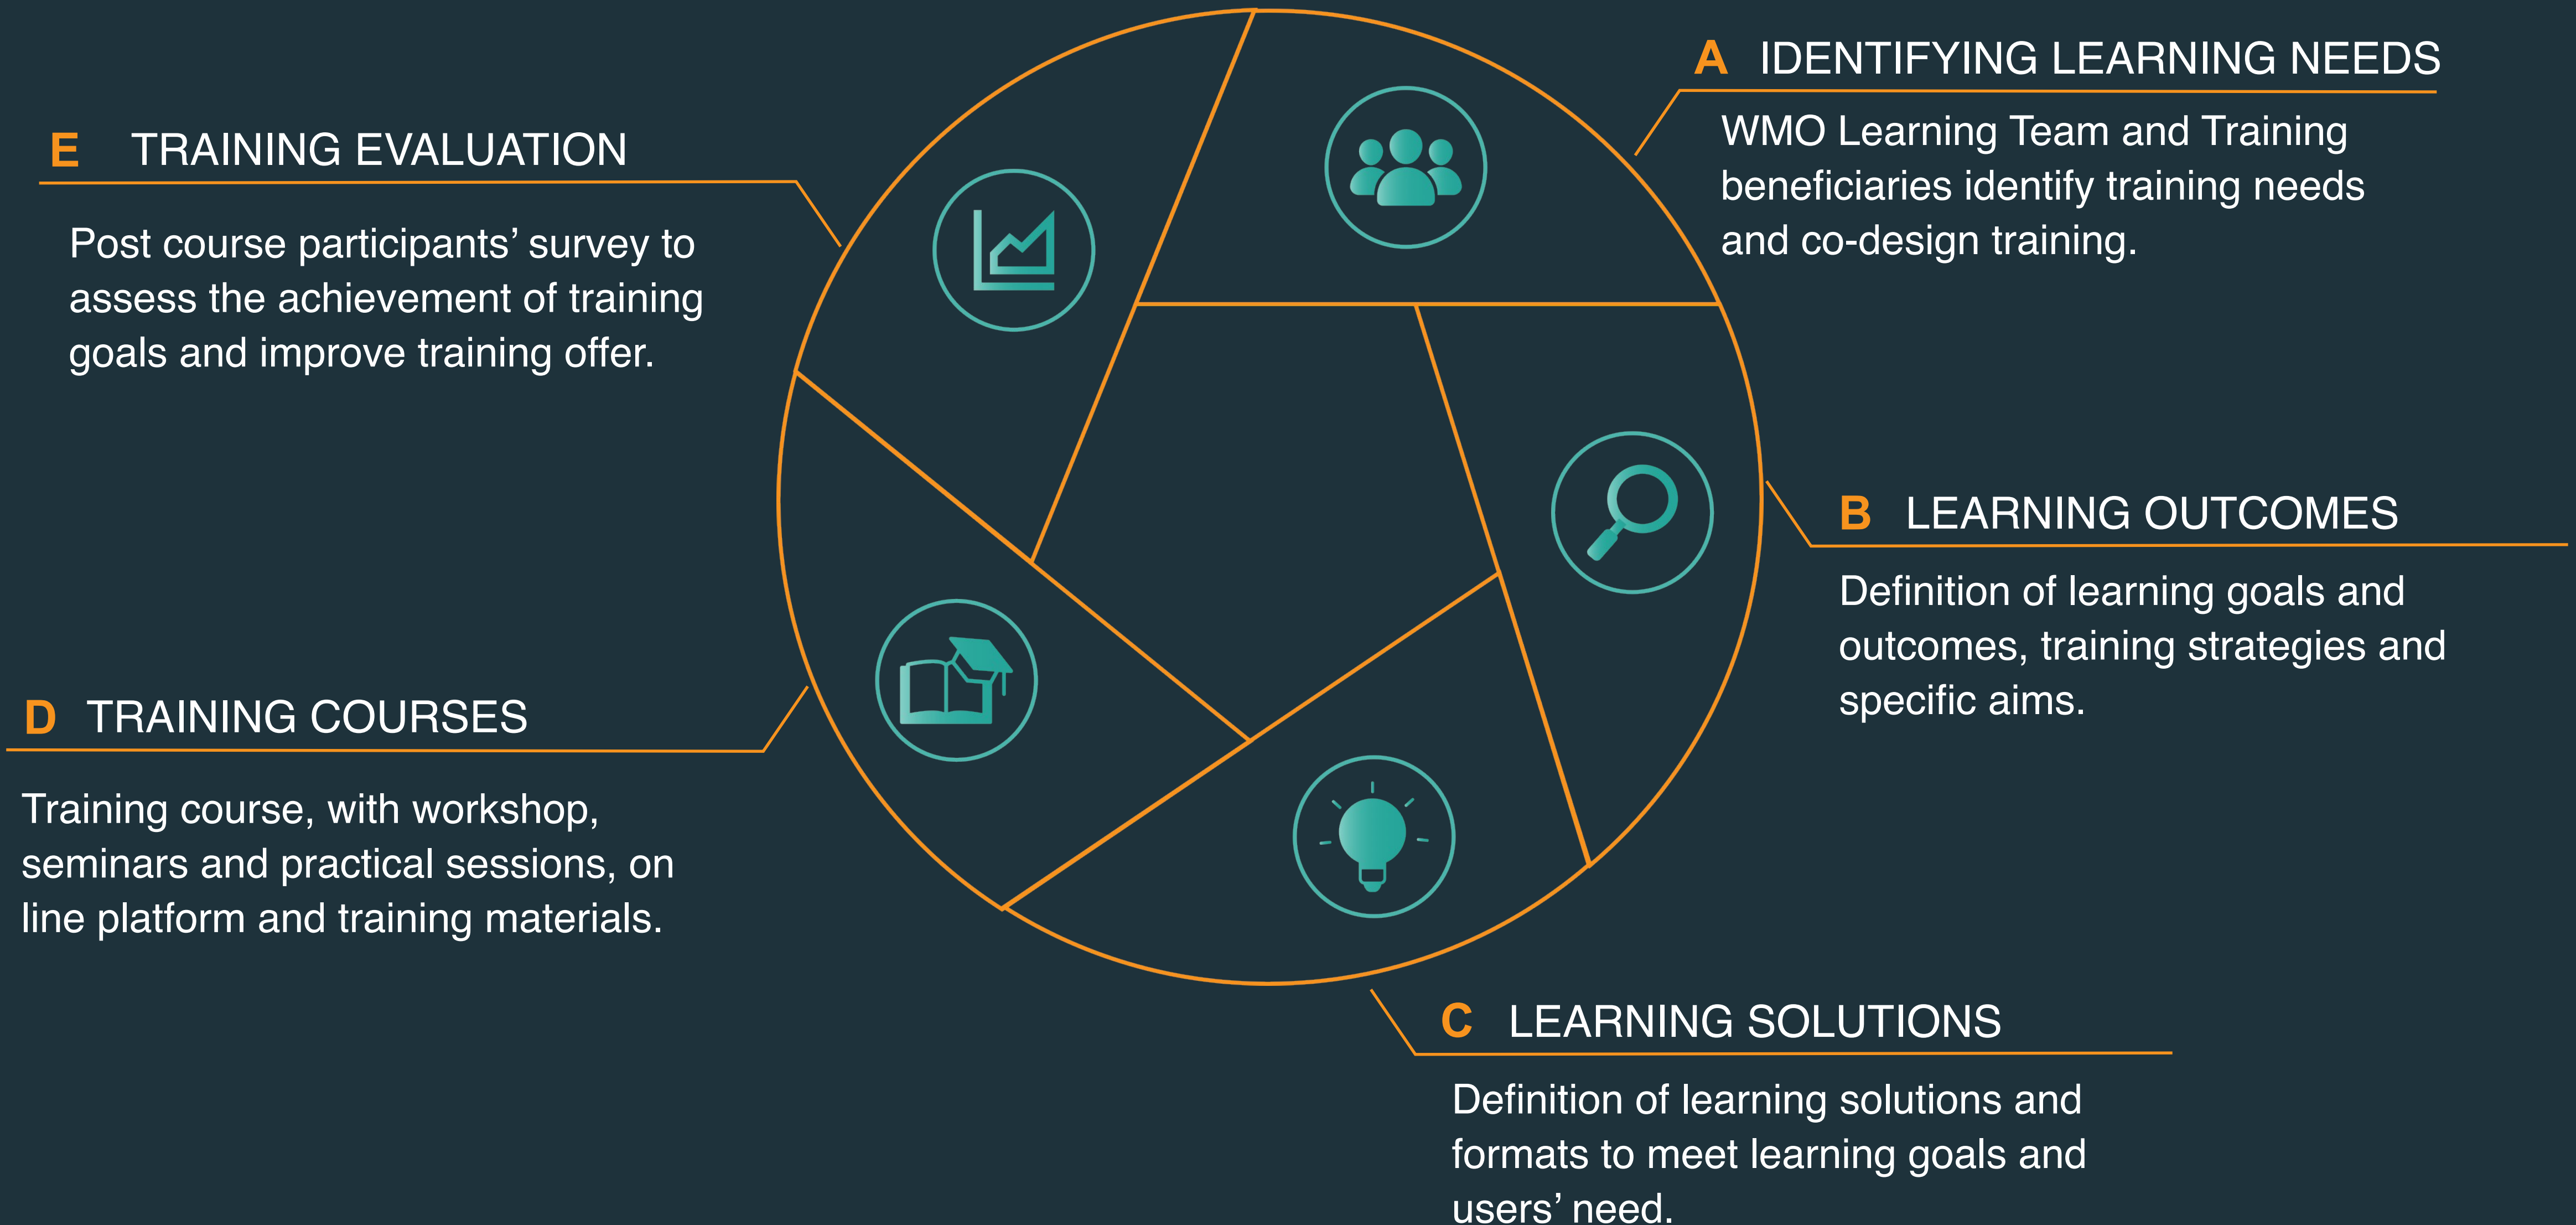 A IDENTIFYING LEARNING NEEDS
WMO Learning Team and Training
beneficiaries identify training needs
and co-design training.
B LEARNING OUTCOMES
Definition of learning goals and
outcomes, training strategies and
specific aims.
C LEARNING SOLUTIONS
Definition of learning solutions and
formats to meet learning goals and
users’ need.
D TRAINING COURSES
Training course, with workshop,
seminars and practical sessions, on
line platform and training materials.
E TRAINING EVALUATION
Post course participants’ survey to
assess the achievement of training
goals and improve training offer.